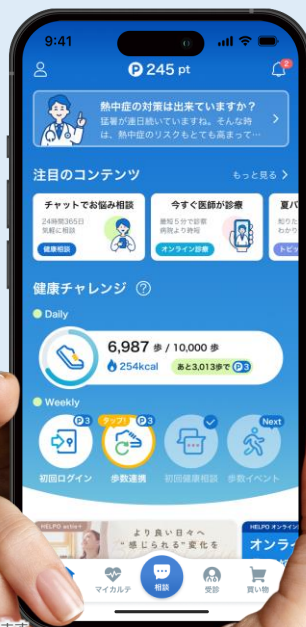 9:41
P 245 pt
2
熱中症の対策は出来ていますか?
猛暑が連日続いていますね。そんな時
は、熱中症のリスクもとても高まって…
注目のコンテンツ
もっと見る
チャットでお悩み相談
24時間365日
気軽に相談
健康相談
今すぐ医師が診療
最短5分で診察
病院より時短
オンライン診療
夏バ
知りた
わかり
トピッ
健康チャレンジ ?
Daily
6,987 歩 / 10,000 歩
254kcal
あと3,013歩で P 3
Weekly
P 3
タップ! P 3
Next
初回ログイン
歩数連携
初回健康相談
歩数イベント
HELPO active+
より良い日々へ
"感じられる"変化を
HELPO オンライン
オンラ
マイカルテ
相談
受診
買い物